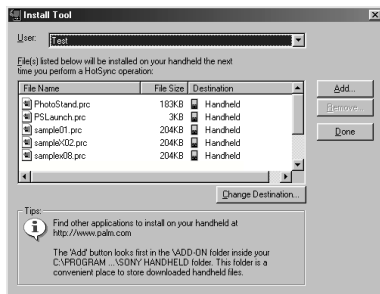 Install Tool
User: Test
File(s) listed below will be installed on your handheld the next
time you perform a HotSync operation:
File Name File Size Destination
PhotoStand.prc 183KB Handheld
PSLaunch.prc 3KB Handheld
sample01.prc 204KB Handheld
sampleX02.prc 204KB Handheld
samplex08.prc 204KB Handheld
Add...
Remove...
Done
Change Destination...
Tips:
Find other applications to install on your handheld at
http://www.palm.com
The 'Add' button looks first in the \ADD-ON folder inside your
C:\PROGRAM ...\SONY HANDHELD folder. This folder is a
convenient place to store downloaded handheld files.